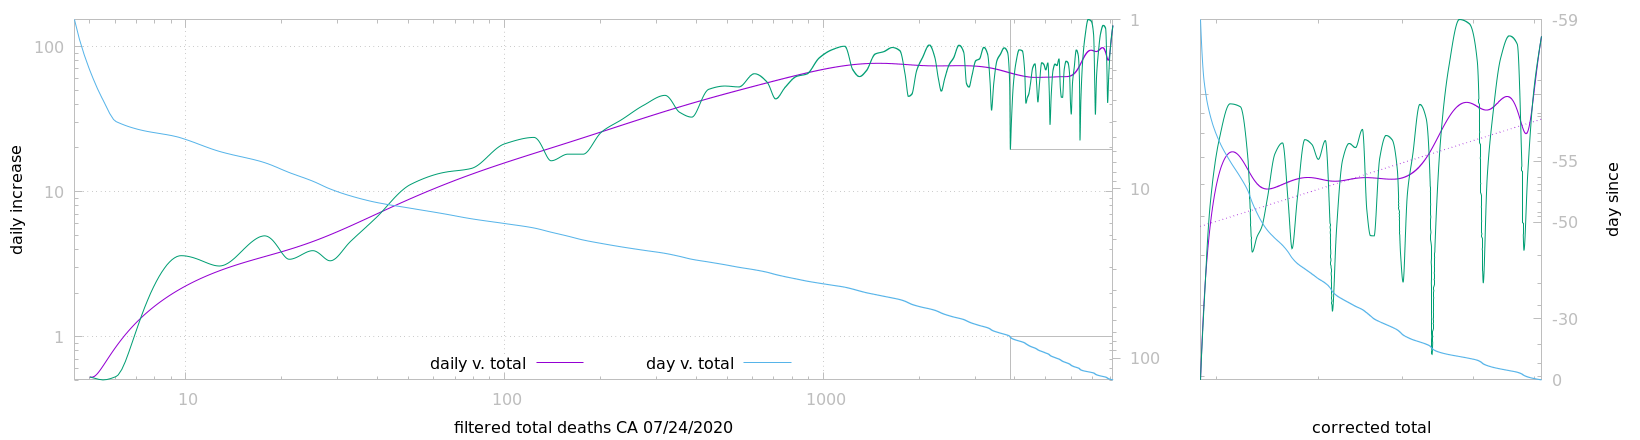 100
10
1
daily increase
daily v. total
day v. total
10
100
1000
filtered total deaths CA 07/24/2020
1
10
100
-59
-55
-50
-30
0
day since
corrected total